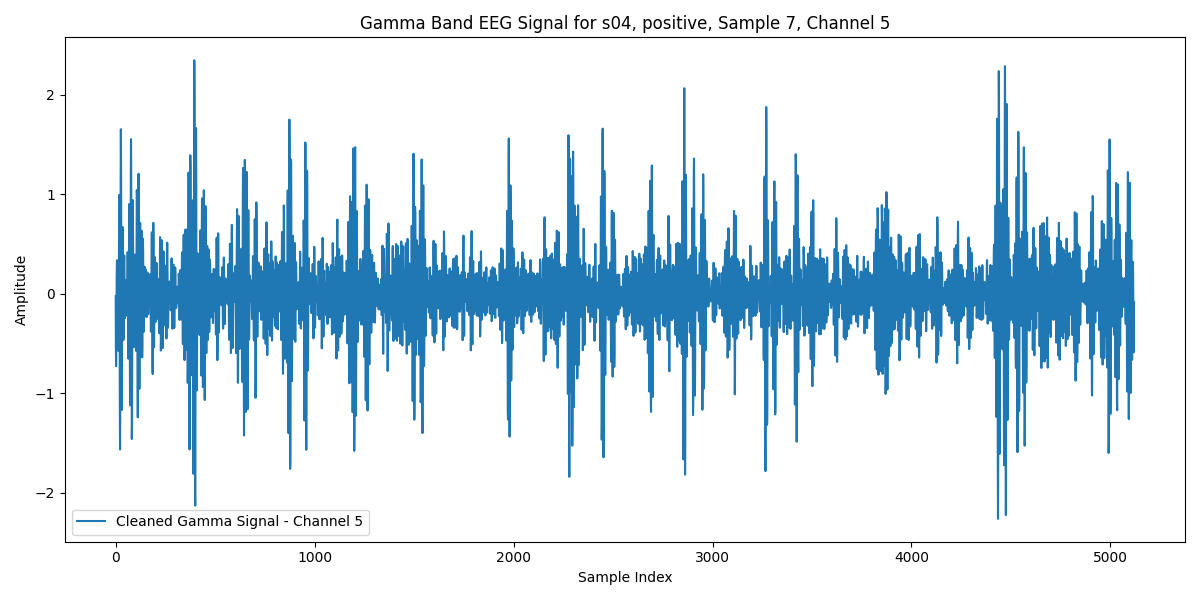 Gamma Band EEG Signal for s04, positive, Sample 7, Channel 5
Amplitude
2
1
0
−1
−2
Cleaned Gamma Signal - Channel 5
0 1000 2000 3000 4000 5000
Sample Index